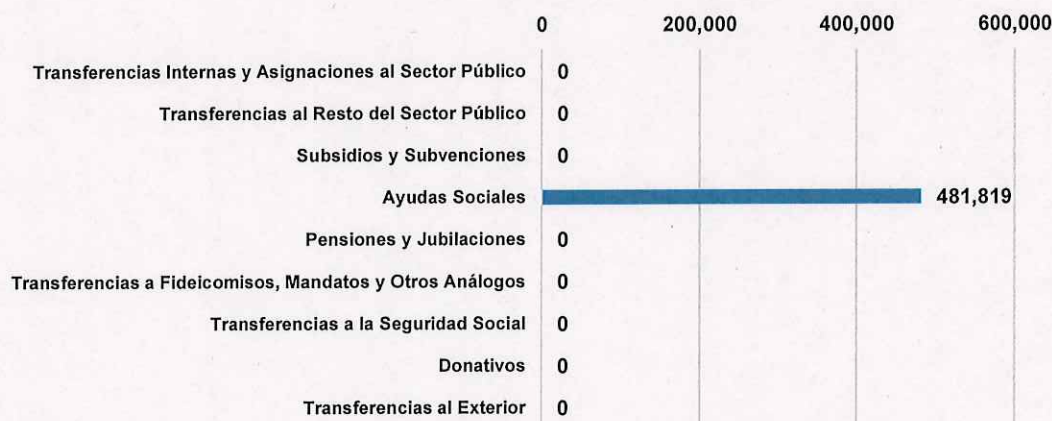 0 200,000 400,000 600,000
Transferencias Internas y Asignaciones al Sector Público 0
Transferencias al Resto del Sector Público 0
Subsidios y Subvenciones 0
Ayudas Sociales 481,819
Pensiones y Jubilaciones 0
Transferencias a Fideicomisos, Mandatos y Otros Análogos 0
Transferencias a la Seguridad Social 0
Donativos 0
Transferencias al Exterior 0